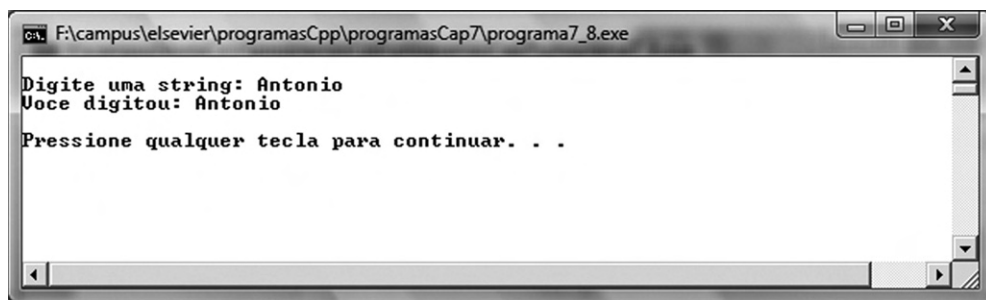 F:\campus\elsevier\programasCpp\programasCap7\programa7_8.exe
Digite uma string: Antonio
Voce digitou: Antonio
Pressione qualquer tecla para continuar. . .